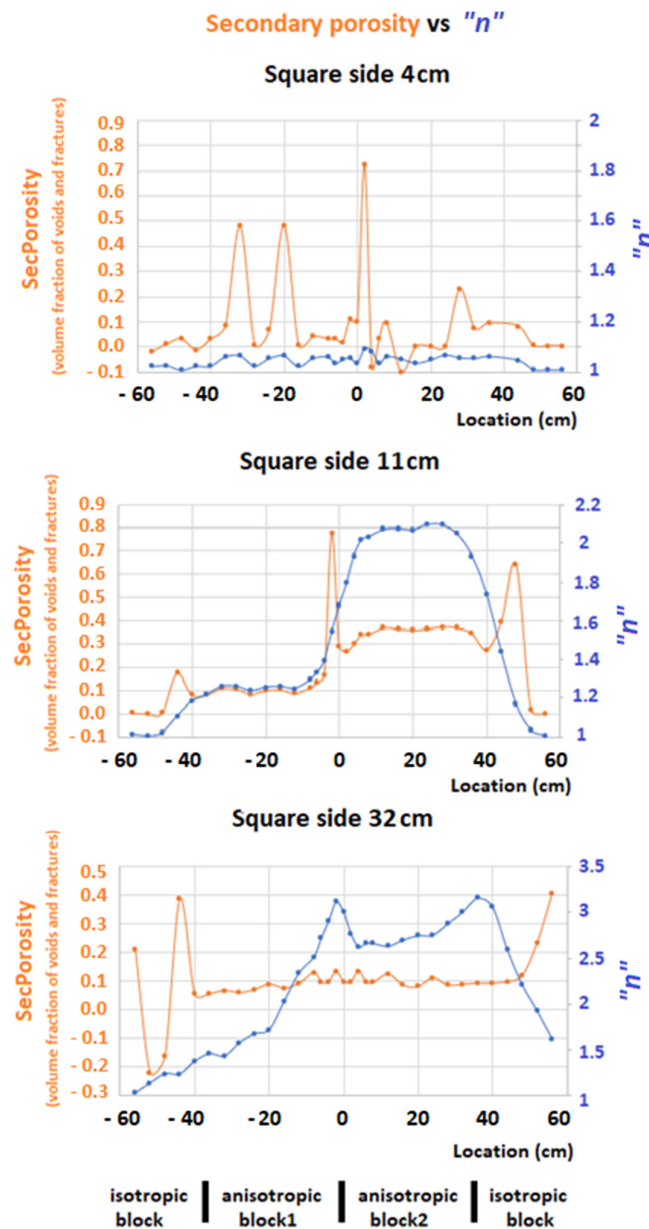 Secondary porosity vs "n"
Square side 4cm
SecPorosity
(volume fraction of voids and fractures)
0.9
0.8
0.7
0.6
0.5
0.4
0.3
0.2
0.1
0.0
- 0.1
2
1.8
1.6
1.4
1.2
1
"n"
- 60 - 40 - 20 0 20 40 60
Location (cm)
Square side 11cm
SecPorosity
(volume fraction of voids and fractures)
0.9
0.8
0.7
0.6
0.5
0.4
0.3
0.2
0.1
0.0
- 0.1
2.2
2
1.8
1.6
1.4
1.2
1
"n"
- 60 - 40 - 20 0 20 40 60
Location (cm)
Square side 32cm
SecPorosity
(volume fraction of voids and fractures)
0.5
0.4
0.3
0.2
0.1
0.0
- 0.1
- 0.2
- 0.3
3.5
3
2.5
2
1.5
1
"n"
- 60 - 40 - 20 0 20 40 60
Location (cm)
isotropic anisotropic anisotropic isotropic
block block1 block2 block